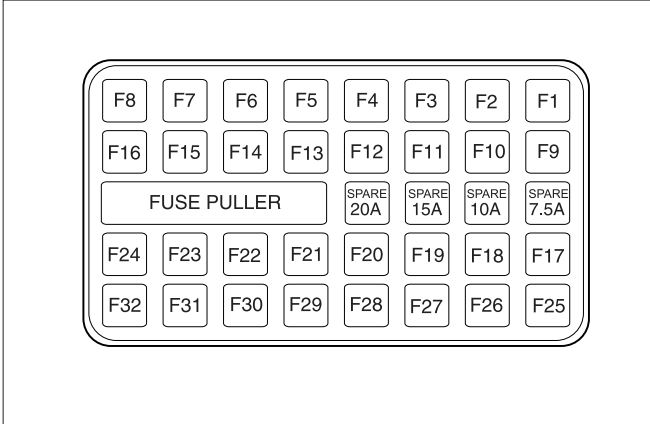 F8 F7 F6 F5 F4 F3 F2 F1
F16 F15 F14 F13 F12 F11 F10 F9
FUSE PULLER SPARE 20A SPARE 15A SPARE 10A SPARE 7.5A
F24 F23 F22 F21 F20 F19 F18 F17
F32 F31 F30 F29 F28 F27 F26 F25